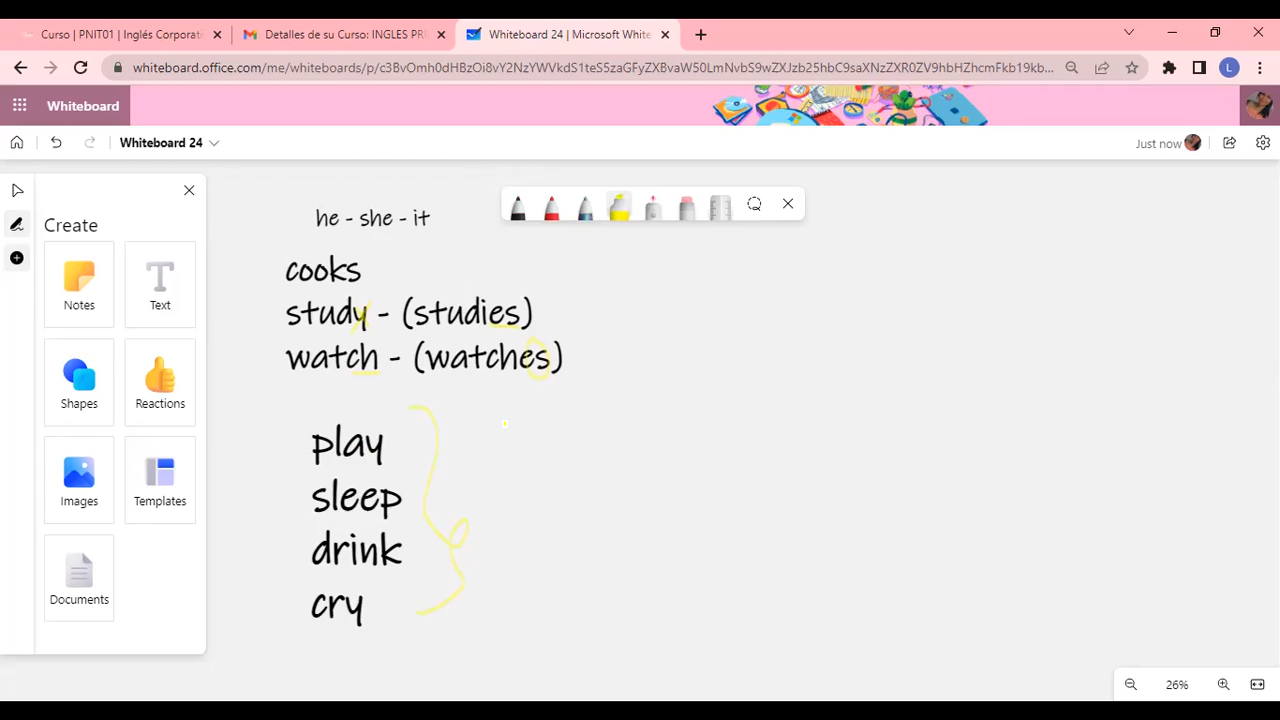 Curso | PNIT01 | Inglés Corporat
Detalles de su Curso: INGLES PRI
Whiteboard 24 | Microsoft White
whiteboard.office.com/me/whiteboards/p/
L
Whiteboard
Whiteboard 24
Just now
Create
Notes
Text
Shapes
Reactions
Images
Templates
Documents
he - she - it
cooks
study - (studies)
watch - (watches)
play
sleep
drink
cry
26%